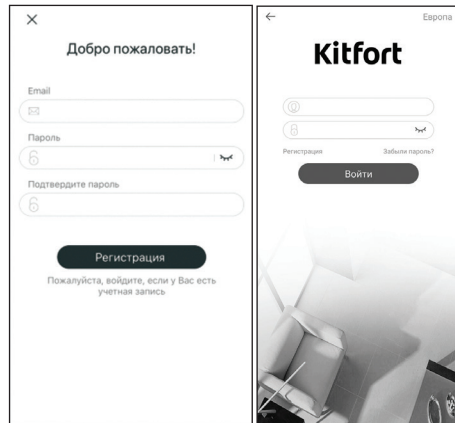 Добро пожаловать!
Email
Пароль
Подтвердите пароль
Регистрация
Пожалуйста, войдите, если у Вас есть
учетная запись
Европа
Kitfort
Регистрация
Забыли пароль?
Войти